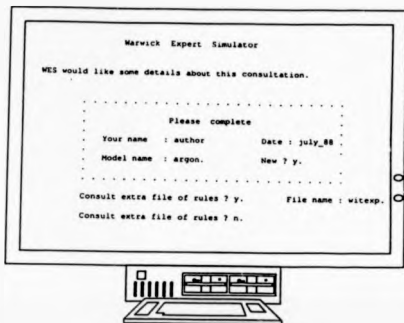 Warwick Expert Simulator
WES would like some details about this consultation.
Please complete
Your name : author Date : july_88
Model name : argon. New ? y.
Consult extra file of rules ? y. File name : witexp.
Consult extra file of rules ? n.